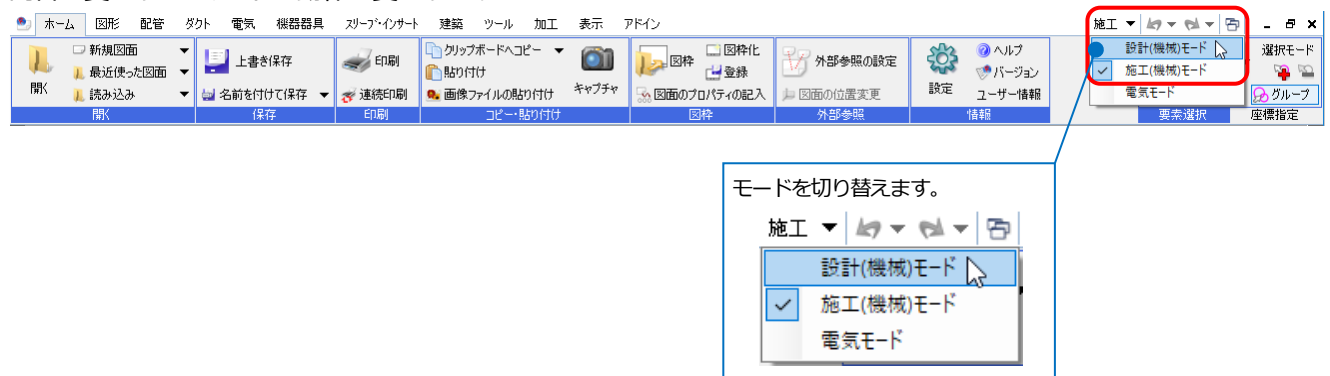 ホーム 図形 配管 ダクト 電気 機器器具 スリーブ・インサート 建築 ツール 加工 表示 アドイン 施工
新規図面 上書き保存 印刷 クリップボードへコピー 図枠 図枠化 外部参照の設定 ヘルプ 設計(機械)モード 選択モード
最近使った図面 貼り付け 登録 バージョン 施工(機械)モード
開く 読み込み 名前を付けて保存 連続印刷 画像ファイルの貼り付け キャプチャ 図面のプロパティの記入 図面の位置変更 設定 ユーザー情報 電気モード グループ
開く 保存 印刷 コピー・貼り付け 図枠 外部参照 情報 要素選択 座標指定
モードを切り替えます。
施工
設計(機械)モード
施工(機械)モード
電気モード